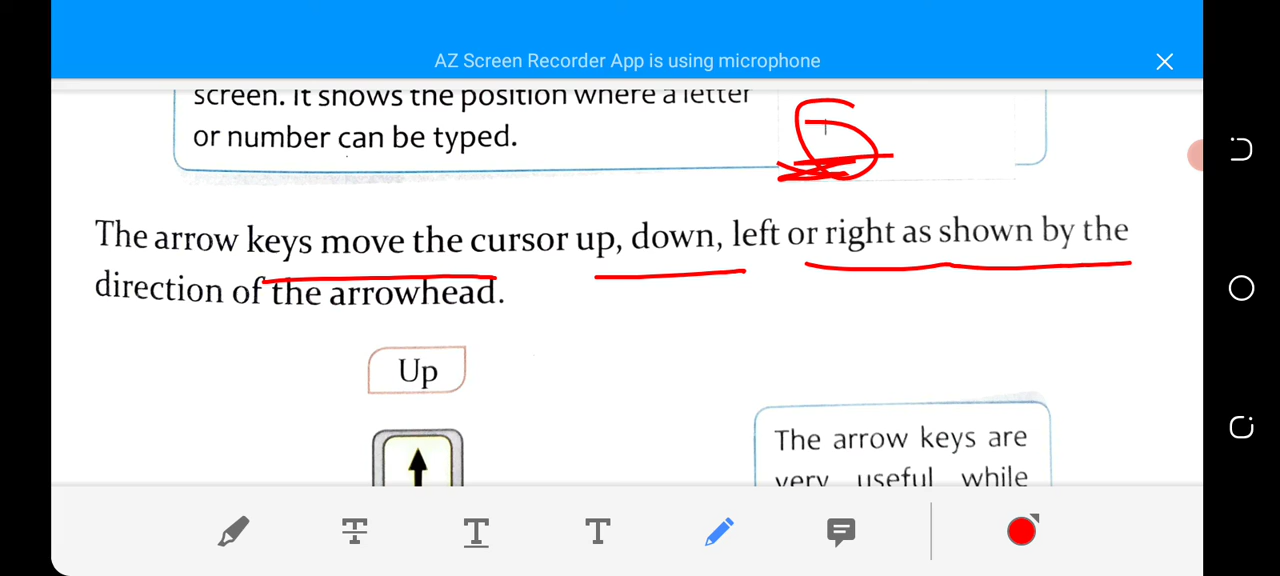 AZ Screen Recorder App is using microphone
screen. It shows the position where a letter
or number can be typed.
The arrow keys move the cursor up, down, left or right as shown by the
direction of the arrowhead.
Up
The arrow keys are
very useful while